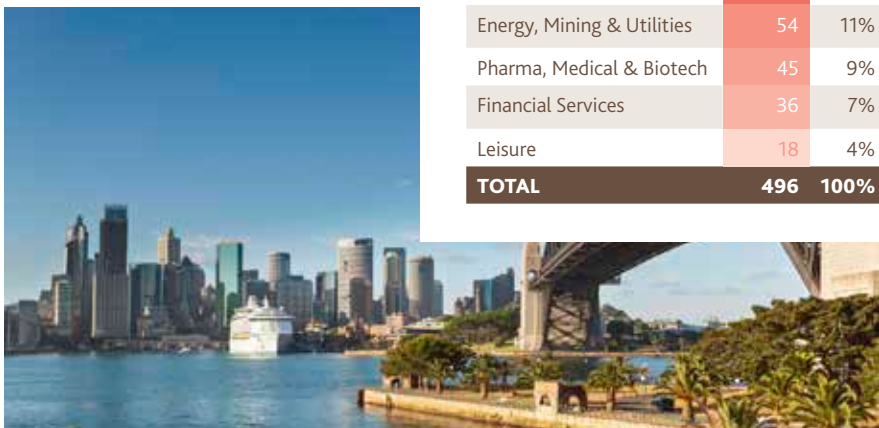 Energy, Mining & Utilities 54 11%
Pharma, Medical & Biotech 45 9%
Financial Services 36 7%
Leisure 18 4%
TOTAL 496 100%